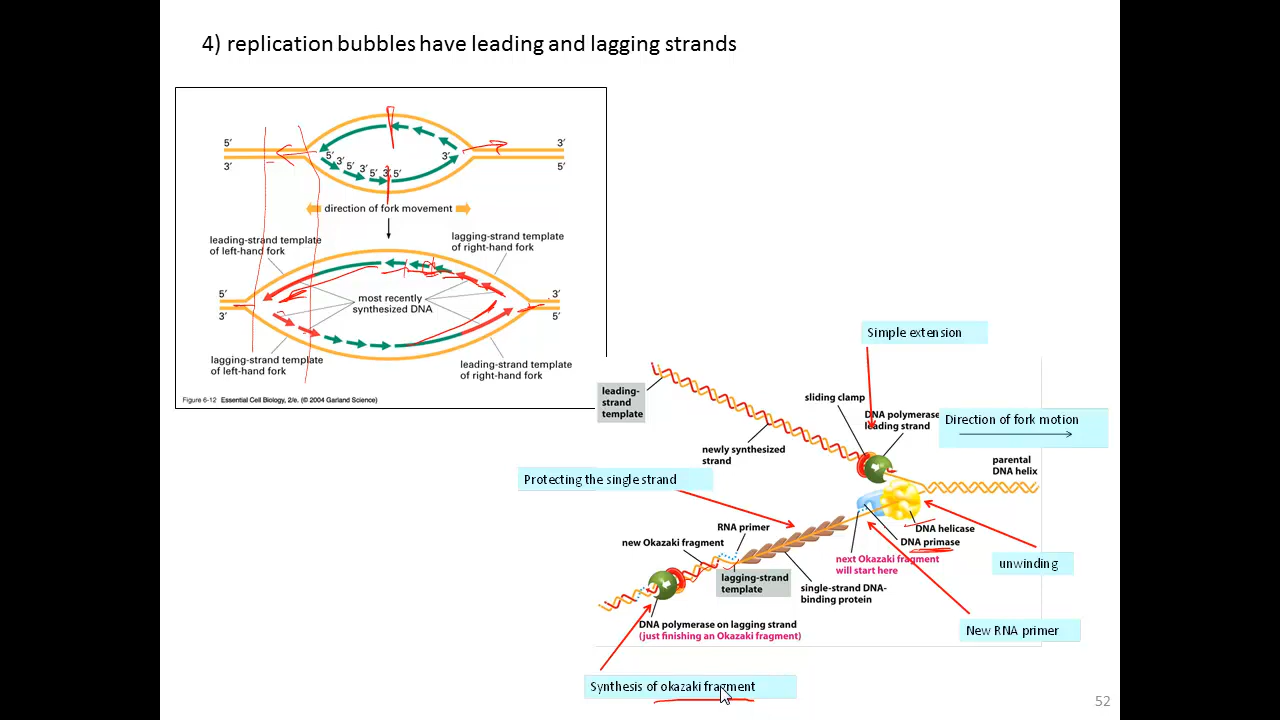 4) replication bubbles have leading and lagging strands
5′
3′
3′
5′
5′
3′
5′
3′
5′
3′
5′
3′
direction of fork movement
leading-strand template
of left-hand fork
lagging-strand template
of right-hand fork
5′
3′
3′
5′
most recently
synthesized DNA
lagging-strand template
of left-hand fork
leading-strand template
of right-hand fork
Figure 6-12 Essential Cell Biology, 2/e. (© 2004 Garland Science)
Simple extension
leading-
strand
template
sliding clamp
DNA polymerase
leading strand
Direction of fork motion
newly synthesized
strand
parental
DNA helix
Protecting the single strand
RNA primer
new Okazaki fragment
DNA helicase
DNA primase
next Okazaki fragment
will start here
unwinding
lagging-strand
template
single-strand DNA-
binding protein
DNA polymerase on lagging strand
(just finishing an Okazaki fragment)
New RNA primer
Synthesis of okazaki fragment
52